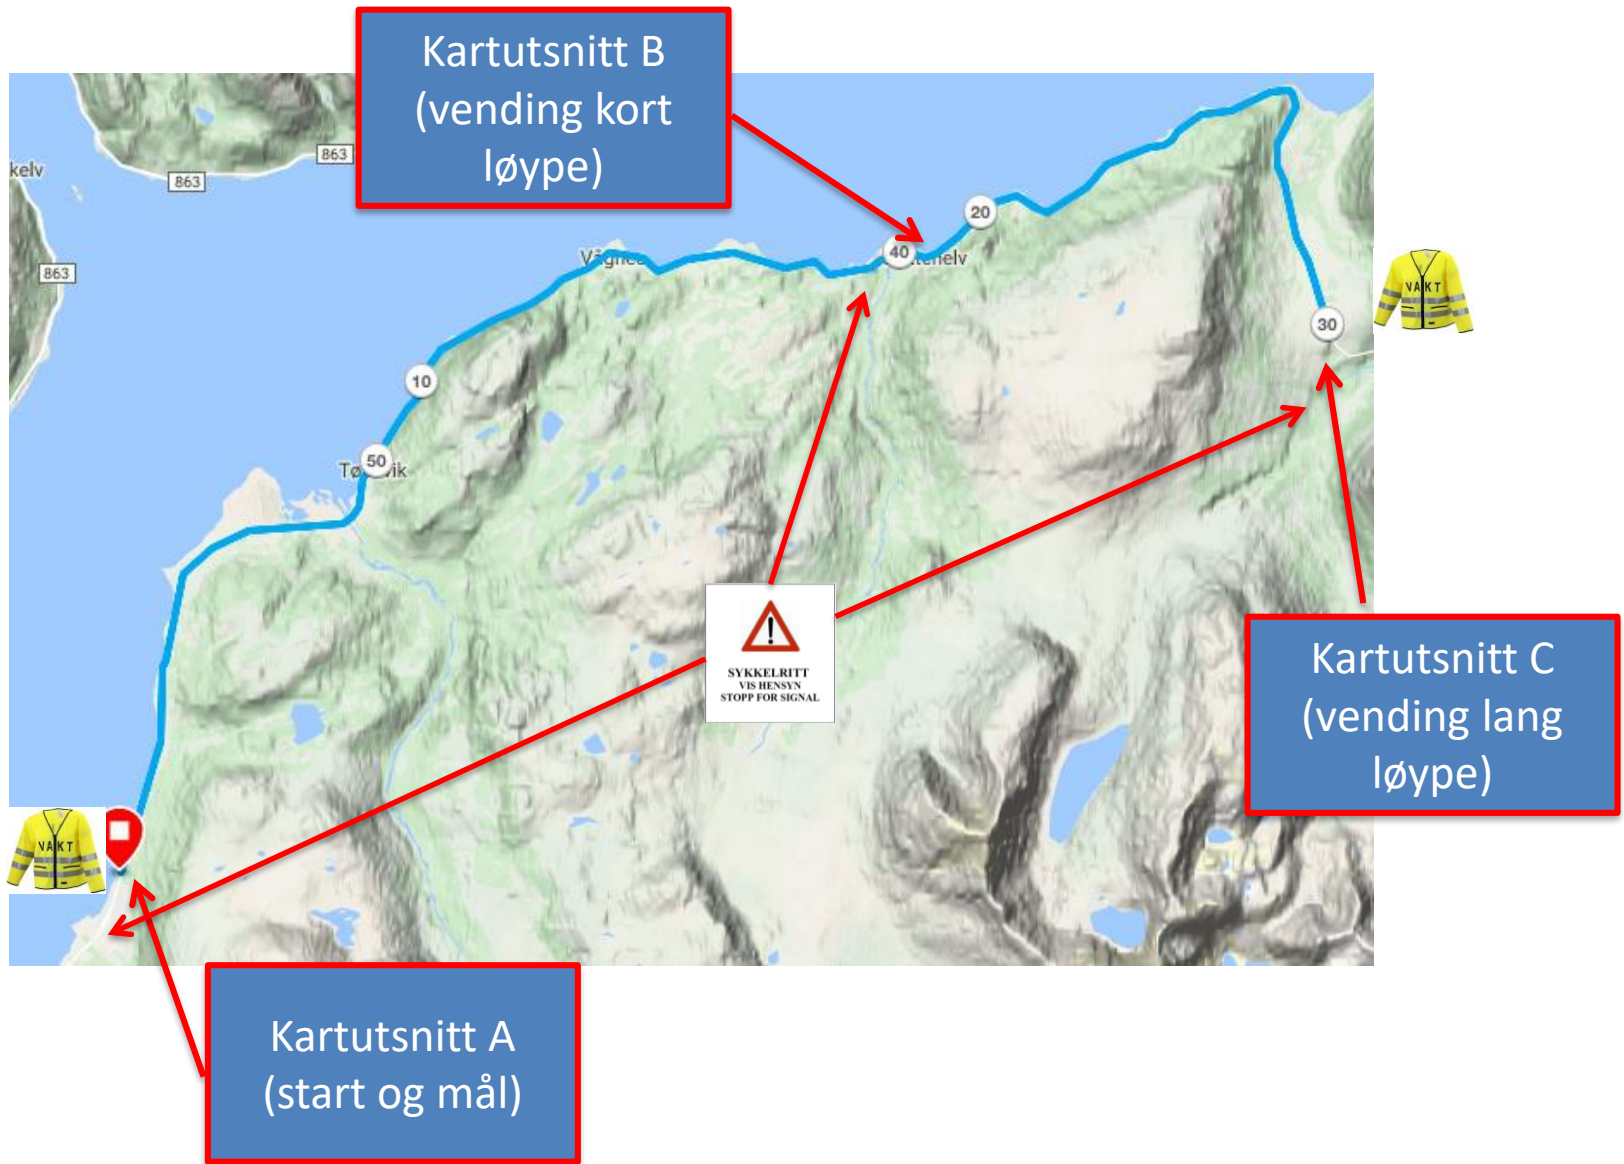 Kartutsnitt B
(vending kort
løype)
kelv
863
863
863
20
40
30
10
50
VAKT
SYKKELRITT
VIS HENSYN
STOPP FOR SIGNAL
Kartutsnitt C
(vending lang
løype)
VAKT
Kartutsnitt A
(start og mål)